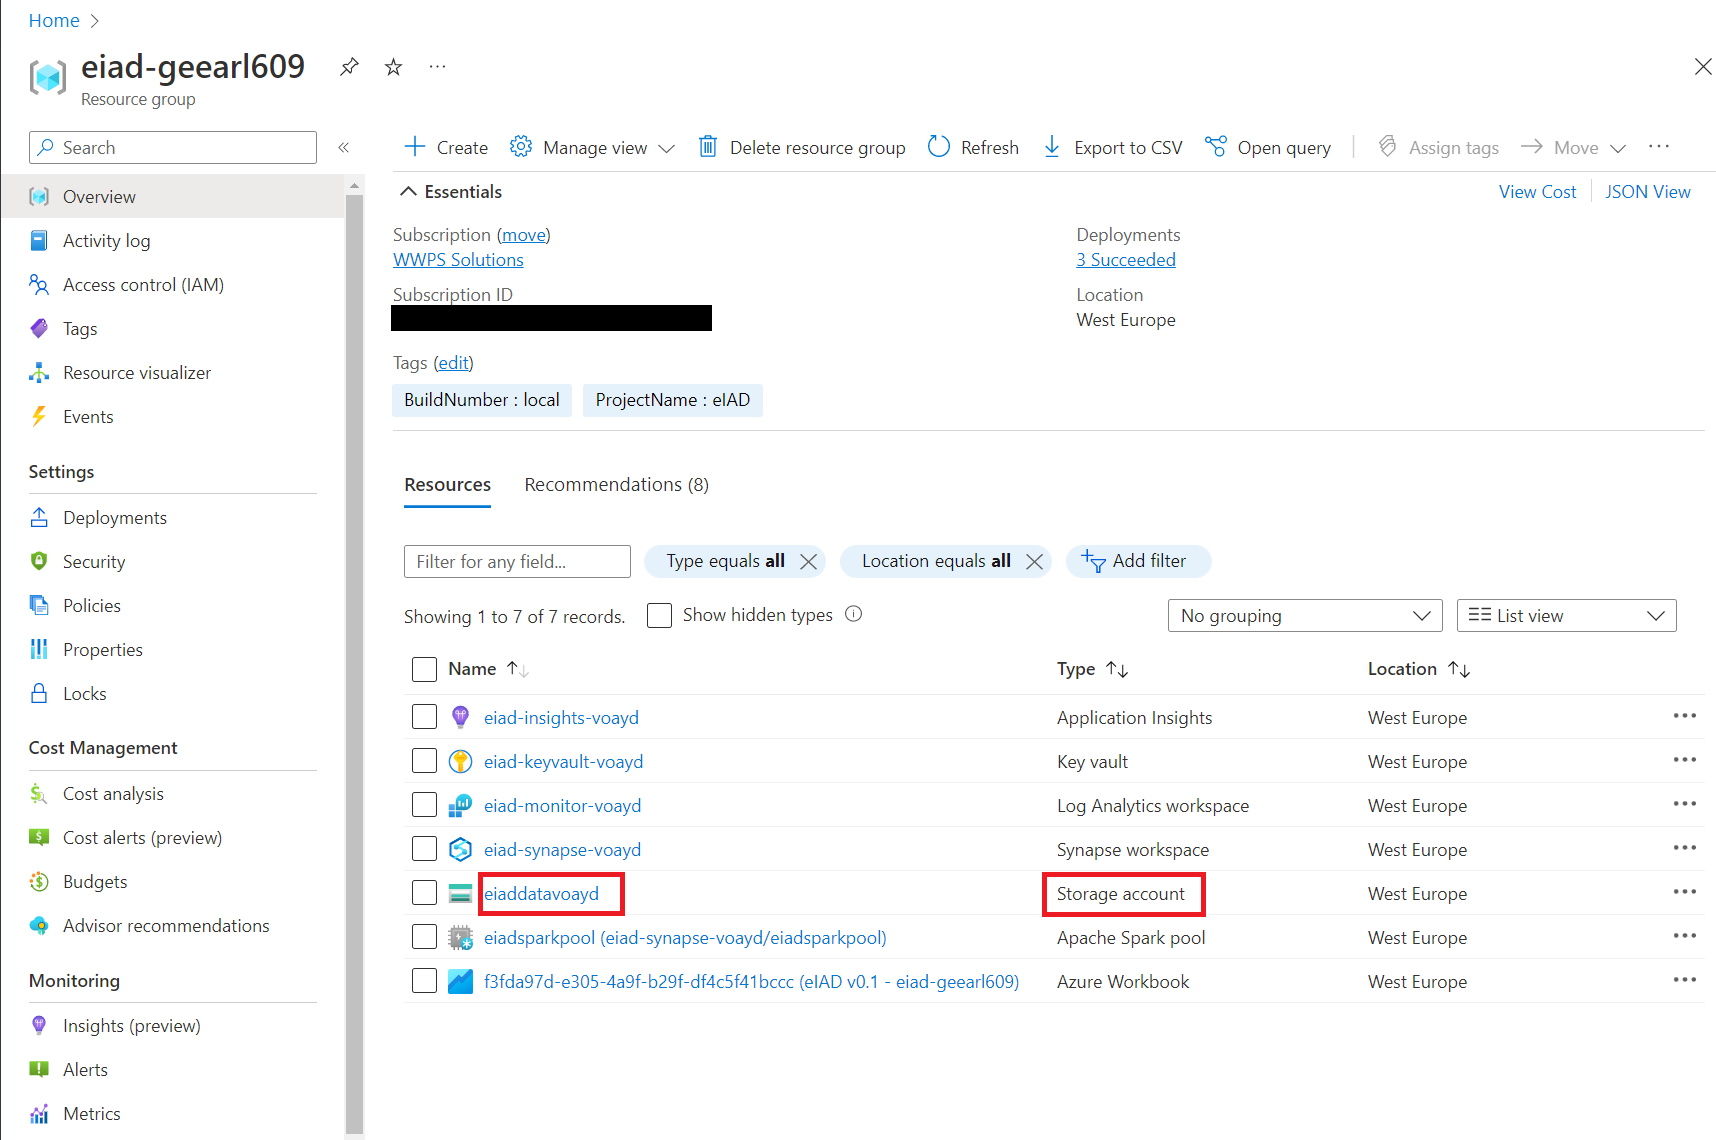 Home
eiad-geearl609
Resource group
Search
Create Manage view Delete resource group Refresh Export to CSV Open query Assign tags Move
Overview
Activity log
Access control (IAM)
Tags
Resource visualizer
Events
Settings
Deployments
Security
Policies
Properties
Locks
Cost Management
Cost analysis
Cost alerts (preview)
Budgets
Advisor recommendations
Monitoring
Insights (preview)
Alerts
Metrics
Essentials
View Cost JSON View
Subscription (move)
WWPS Solutions
Subscription ID
Deployments
3 Succeeded
Location
West Europe
Tags (edit)
BuildNumber : local ProjectName : eIAD
Resources Recommendations (8)
Filter for any field... Type equals all Location equals all Add filter
Showing 1 to 7 of 7 records. Show hidden types No grouping List view
Name Type Location
eiad-insights-voayd Application Insights West Europe
eiad-keyvault-voayd Key vault West Europe
eiad-monitor-voayd Log Analytics workspace West Europe
eiad-synapse-voayd Synapse workspace West Europe
eiaddatavoayd Storage account West Europe
eiadsparkpool (eiad-synapse-voayd/eiadsparkpool) Apache Spark pool West Europe
f3fda97d-e305-4a9f-b29f-df4c5f41bccc (eIAD v0.1 - eiad-geearl609) Azure Workbook West Europe